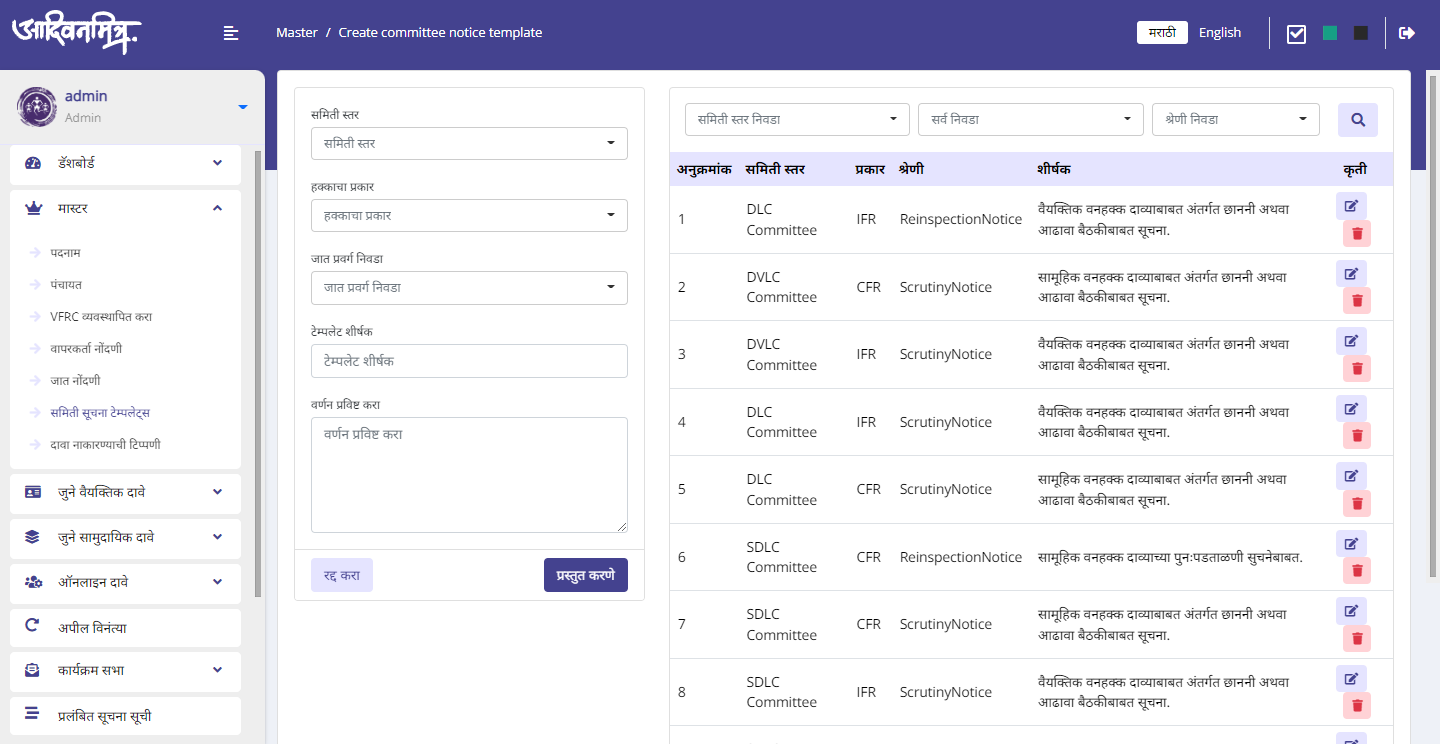 आदिवनमित्र..
Master / Create committee notice template
मराठी English
admin
Admin
डॅशबोर्ड
मास्टर
पदनाम
पंचायत
VFRC व्यवस्थापित करा
वापरकर्ता नोंदणी
जात नोंदणी
समिती सूचना टेम्पलेट्स
दावा नाकारण्याची टिप्पणी
जुने वैयक्तिक दावे
जुने सामुदायिक दावे
ऑनलाइन दावे
अपील विनंत्या
कार्यक्रम सभा
प्रलंबित सूचना सूची
समिती स्तर
समिती स्तर
हक्काचा प्रकार
हक्काचा प्रकार
जात प्रवर्ग निवडा
जात प्रवर्ग निवडा
टेम्पलेट शीर्षक
टेम्पलेट शीर्षक
वर्णन प्रविष्ट करा
वर्णन प्रविष्ट करा
रद्द करा प्रस्तुत करणे
समिती स्तर निवडा सर्व निवडा श्रेणी निवडा
अनुक्रमांक समिती स्तर प्रकार श्रेणी शीर्षक कृती
1 DLC Committee IFR ReinspectionNotice वैयक्तिक वनहक्क दाव्याबाबत अंतर्गत छाननी अथवा
आढावा बैठकीबाबत सूचना.
2 DVLC Committee CFR ScrutinyNotice सामूहिक वनहक्क दाव्याबाबत अंतर्गत छाननी अथवा
आढावा बैठकीबाबत सूचना.
3 DVLC Committee IFR ScrutinyNotice वैयक्तिक वनहक्क दाव्याबाबत अंतर्गत छाननी अथवा
आढावा बैठकीबाबत सूचना.
4 DLC Committee IFR ScrutinyNotice वैयक्तिक वनहक्क दाव्याबाबत अंतर्गत छाननी अथवा
आढावा बैठकीबाबत सूचना.
5 DLC Committee CFR ScrutinyNotice सामूहिक वनहक्क दाव्याबाबत अंतर्गत छाननी अथवा
आढावा बैठकीबाबत सूचना.
6 SDLC Committee CFR ReinspectionNotice सामूहिक वनहक्क दाव्याच्या पुनःपडताळणी सुचनेबाबत.
7 SDLC Committee CFR ScrutinyNotice सामूहिक वनहक्क दाव्याबाबत अंतर्गत छाननी अथवा
आढावा बैठकीबाबत सूचना.
8 SDLC Committee IFR ScrutinyNotice वैयक्तिक वनहक्क दाव्याबाबत अंतर्गत छाननी अथवा
आढावा बैठकीबाबत सूचना.